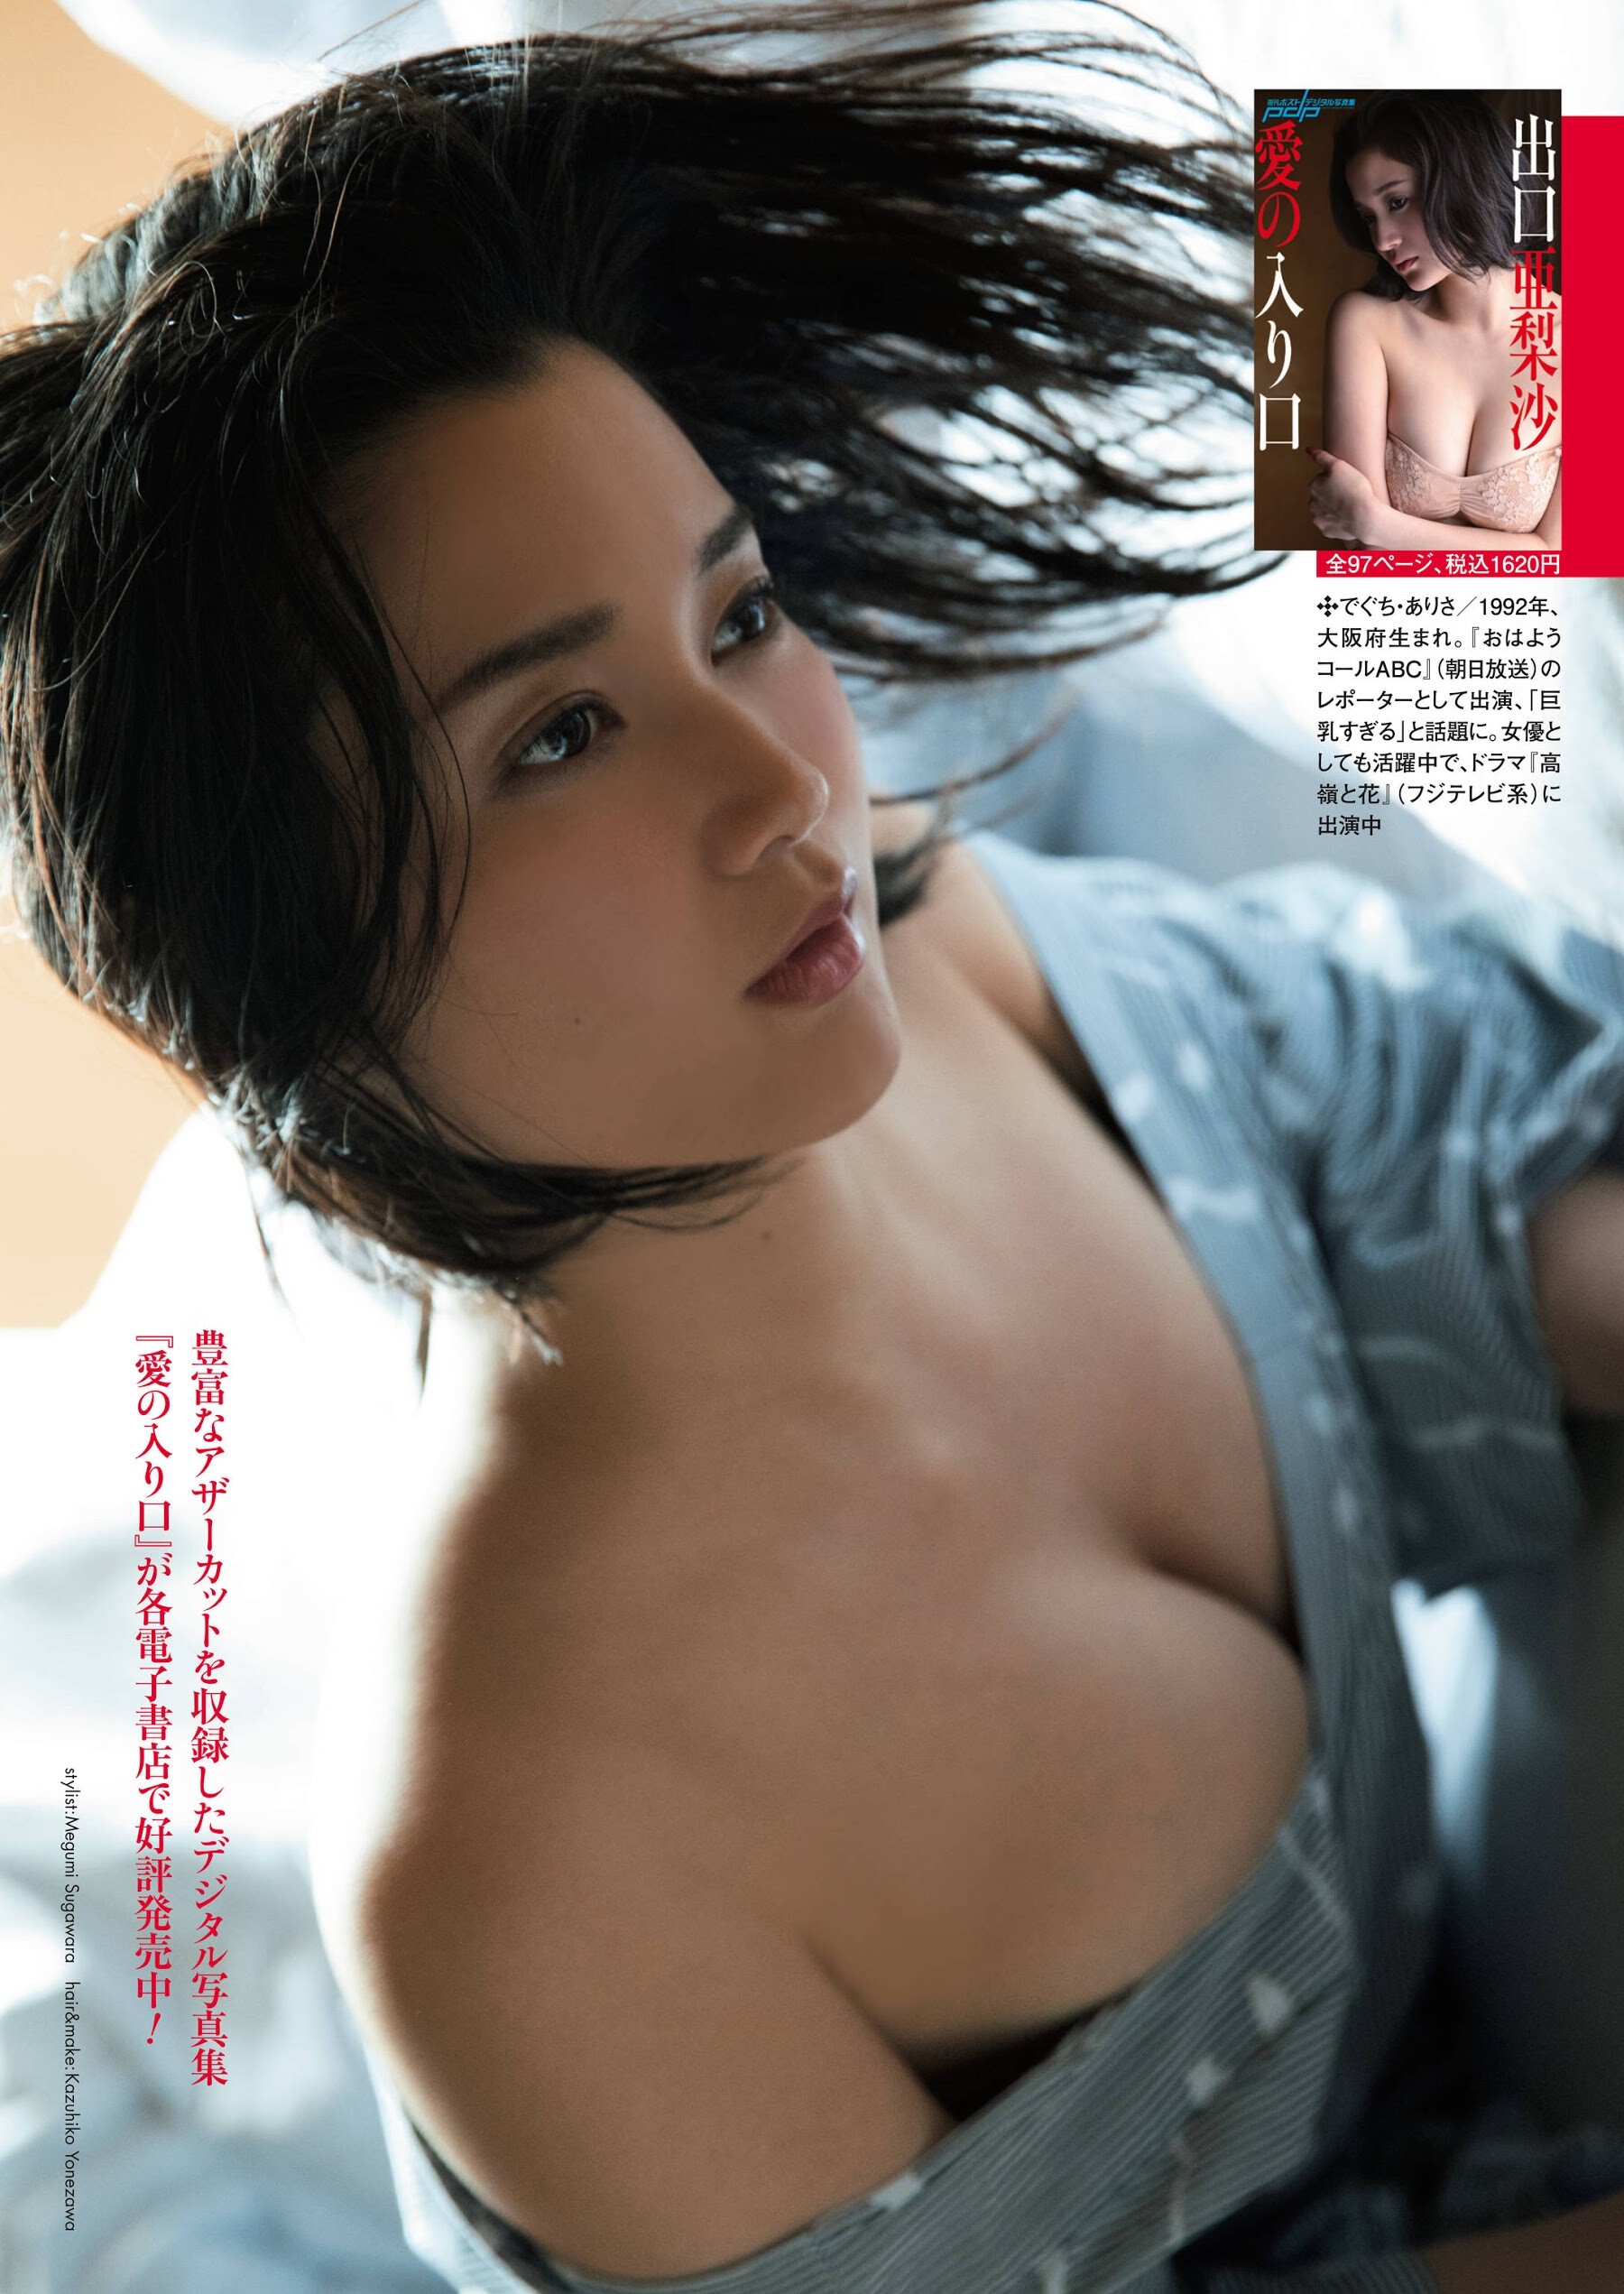 週刊ポストデジタル写真集
pdp
出口亜梨沙
愛の入り口
全97ページ、税込1620円
✣でぐち・ありさ／1992年、
大阪府生まれ。『おはよう
コールABC』（朝日放送）の
レポーターとして出演、「巨
乳すぎる」と話題に。女優と
しても活躍中で、ドラマ『高
嶺と花』（フジテレビ系）に
出演中
豊富なアザーカットを収録したデジタル写真集
『愛の入り口』が各電子書店で好評発売中！
stylist:Megumi Sugawara hair&make:Kazuhiko Yonezawa